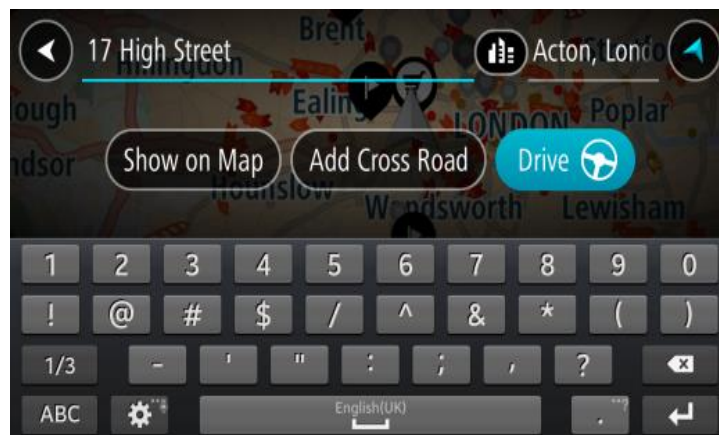 17 High Street Acton, Lond
Brent
Ealing
LONDON Poplar
Show on Map Add Cross Road Drive
Hounslow
Wandsworth Lewisham
1 2 3 4 5 6 7 8 9 0
! @ # $ / ^ & * ( )
1/3 - ' " : ; , ?
English(UK)
ABC . ?